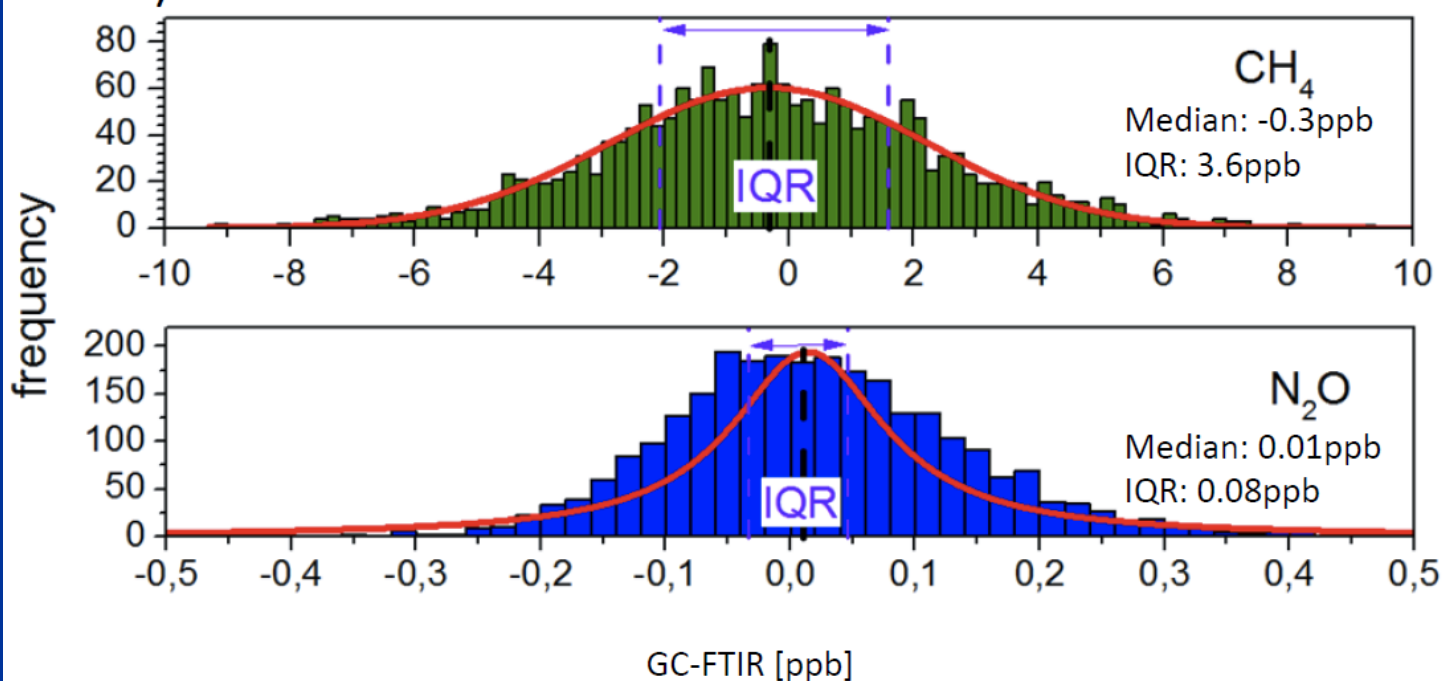 frequency
80
60
40
20
0
IQR
CH4
Median: -0.3ppb
IQR: 3.6ppb
-10 -8 -6 -4 -2 0 2 4 6 8 10
200
150
100
50
0
IQR
N2O
Median: 0.01ppb
IQR: 0.08ppb
-0,5 -0,4 -0,3 -0,2 -0,1 0,0 0,1 0,2 0,3 0,4 0,5
GC-FTIR [ppb]